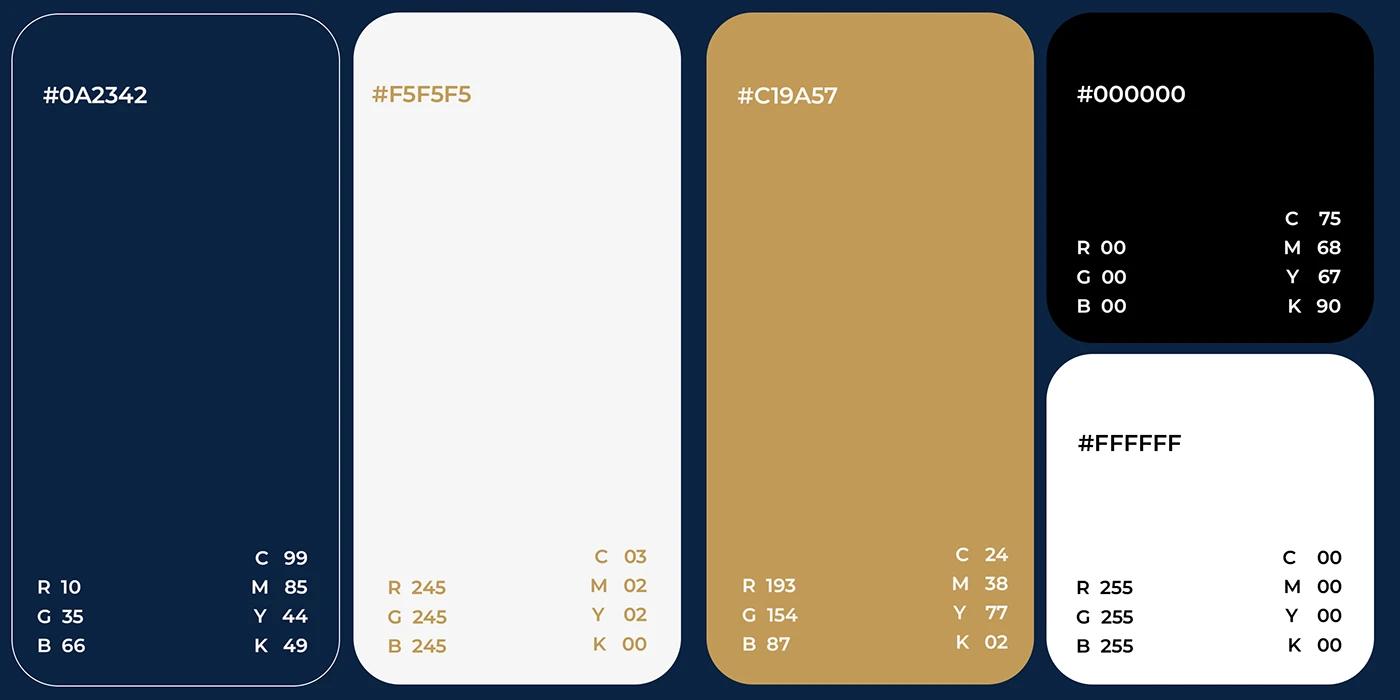 #0A2342
C 99
R 10 M 85
G 35 Y 44
B 66 K 49
#F5F5F5
C 03
R 245 M 02
G 245 Y 02
B 245 K 00
#C19A57
C 24
R 193 M 38
G 154 Y 77
B 87 K 02
#000000
C 75
R 00 M 68
G 00 Y 67
B 00 K 90
#FFFFFF
C 00
R 255 M 00
G 255 Y 00
B 255 K 00